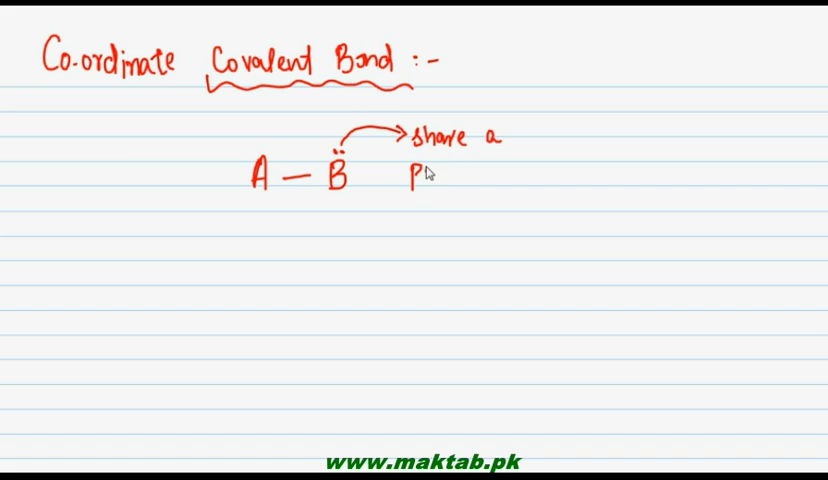 Co-ordinate Covalent Bond :-
share a
A — B̈ P
www.maktab.pk